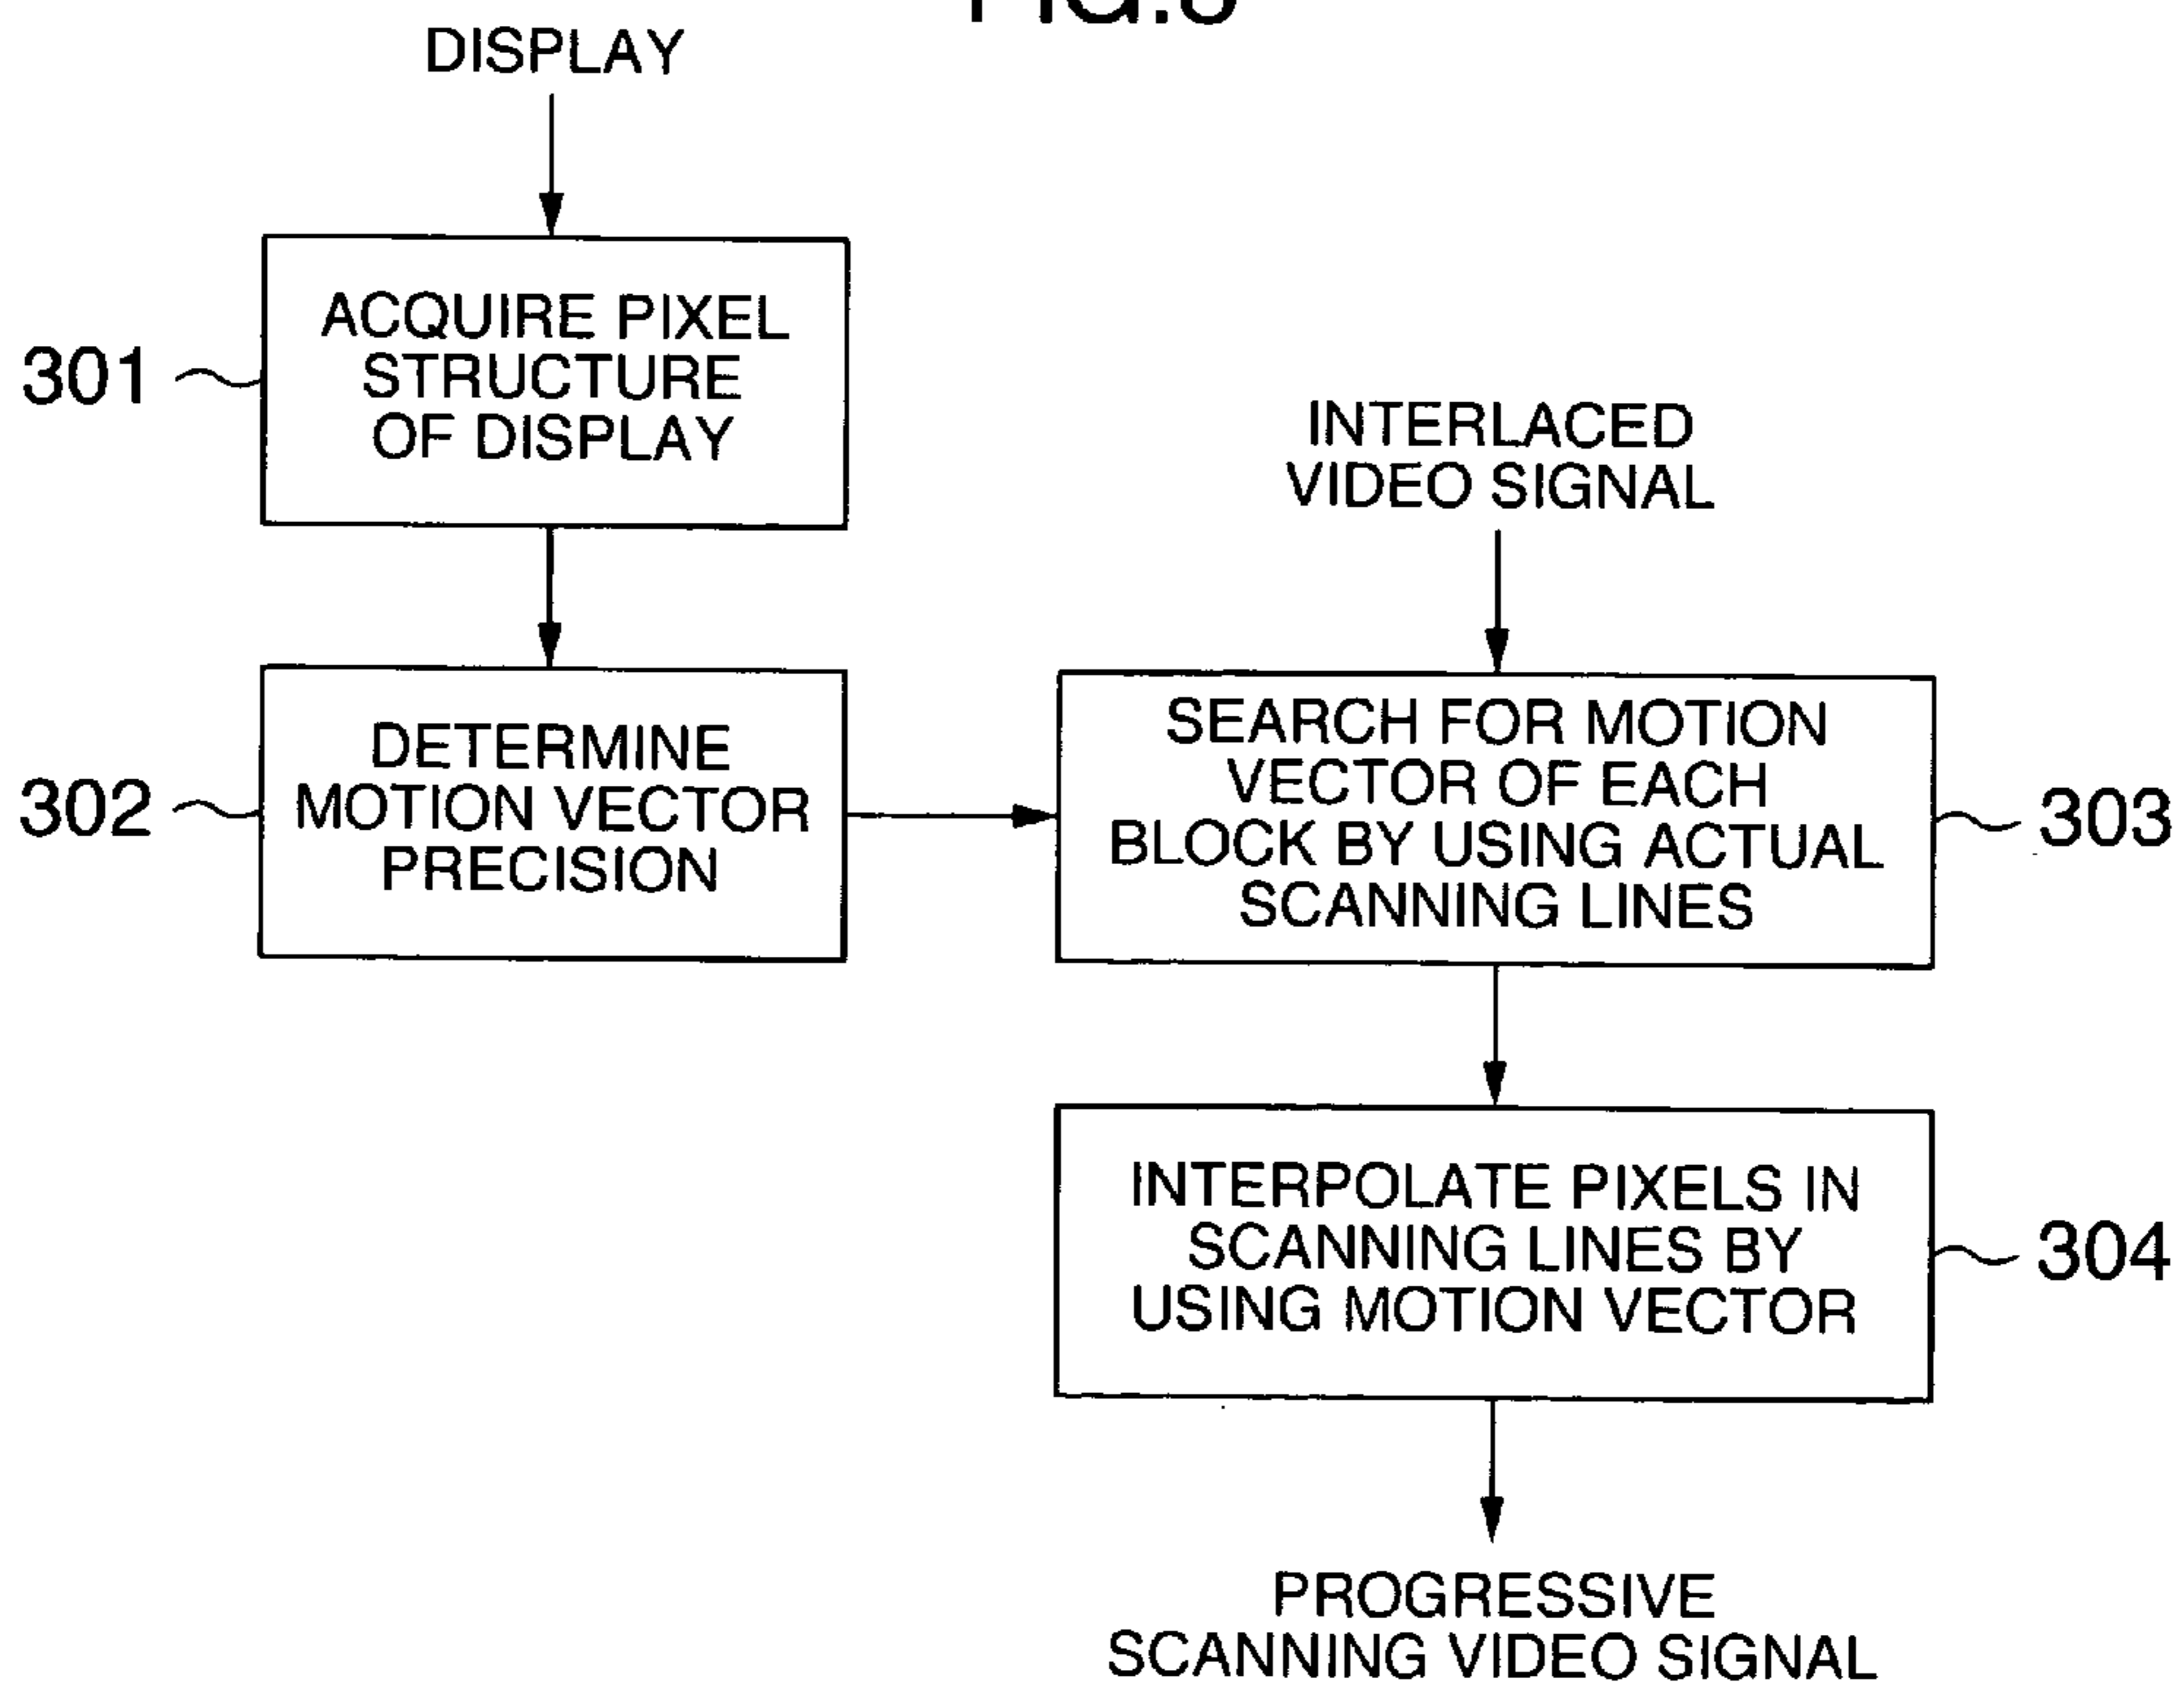 DISPLAY
ACQUIRE PIXEL
STRUCTURE
OF DISPLAY
301
INTERLACED
VIDEO SIGNAL
DETERMINE
MOTION VECTOR
PRECISION
302
SEARCH FOR MOTION
VECTOR OF EACH
BLOCK BY USING ACTUAL
SCANNING LINES
303
INTERPOLATE PIXELS IN
SCANNING LINES BY
USING MOTION VECTOR
304
PROGRESSIVE
SCANNING VIDEO SIGNAL